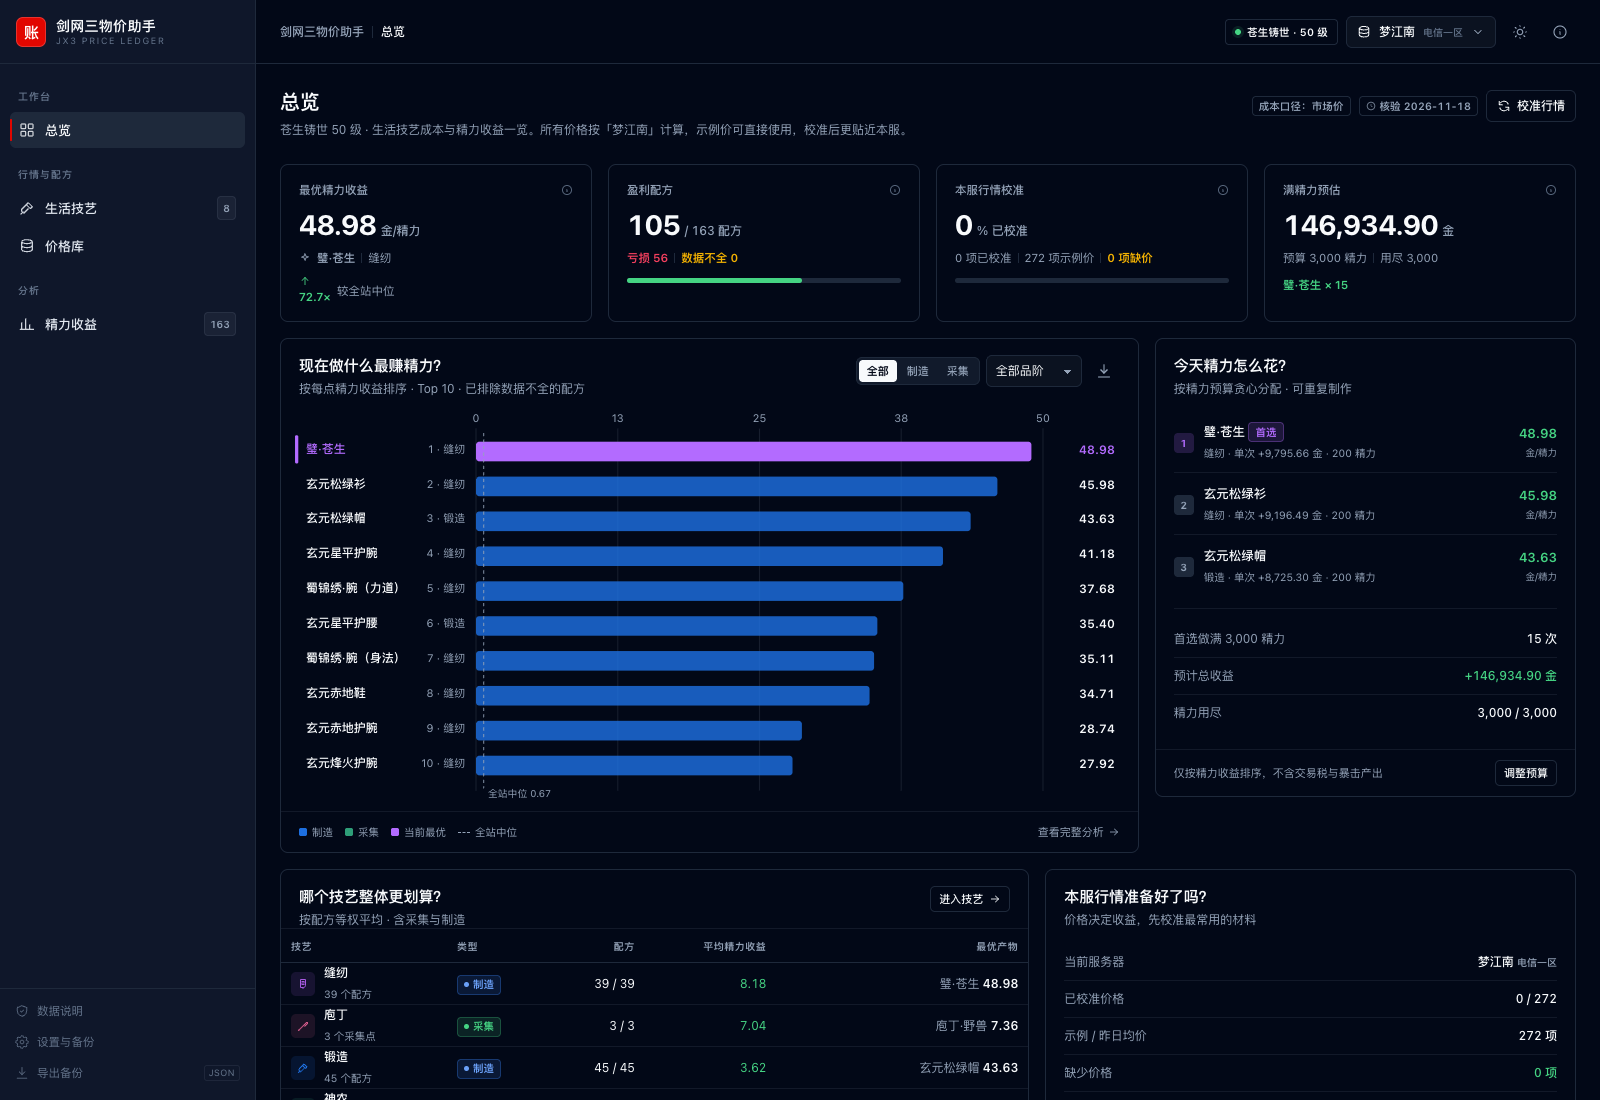 账
剑网三物价助手
JX3 PRICE LEDGER
工作台
总览
行情与配方
生活技艺 8
价格库
分析
精力收益 163
数据说明
设置与备份
导出备份 JSON
剑网三物价助手 总览
苍生铸世 · 50 级
梦江南 电信一区
总览
苍生铸世 50 级 · 生活技艺成本与精力收益一览。所有价格按「梦江南」计算，示例价可直接使用，校准后更贴近本服。
成本口径：市场价
核验 2026-11-18
校准行情
最优精力收益
48.98 金/精力
璧·苍生 缝纫
↑
72.7× 较全站中位
盈利配方
105 / 163 配方
亏损 56 数据不全 0
本服行情校准
0 % 已校准
0 项已校准 272 项示例价 0 项缺价
满精力预估
146,934.90 金
预算 3,000 精力 用尽 3,000
璧·苍生 × 15
现在做什么最赚精力？
按每点精力收益排序 · Top 10 · 已排除数据不全的配方
全部 制造 采集
全部品阶
0 13 25 38 50
璧·苍生 1 · 缝纫 48.98
玄元松绿衫 2 · 缝纫 45.98
玄元松绿帽 3 · 锻造 43.63
玄元星平护腕 4 · 缝纫 41.18
蜀锦绣·腕（力道） 5 · 缝纫 37.68
玄元星平护腰 6 · 锻造 35.40
蜀锦绣·腕（身法） 7 · 缝纫 35.11
玄元赤地鞋 8 · 缝纫 34.71
玄元赤地护腕 9 · 缝纫 28.74
玄元烽火护腕 10 · 缝纫 27.92
全站中位 0.67
制造 采集 当前最优 --- 全站中位
查看完整分析 →
今天精力怎么花？
按精力预算贪心分配 · 可重复制作
1 璧·苍生 首选 48.98
缝纫 · 单次 +9,795.66 金 · 200 精力 金/精力
2 玄元松绿衫 45.98
缝纫 · 单次 +9,196.49 金 · 200 精力 金/精力
3 玄元松绿帽 43.63
锻造 · 单次 +8,725.30 金 · 200 精力 金/精力
首选做满 3,000 精力 15 次
预计总收益 +146,934.90 金
精力用尽 3,000 / 3,000
仅按精力收益排序，不含交易税与暴击产出
调整预算
哪个技艺整体更划算？
按配方等权平均 · 含采集与制造
进入技艺 →
技艺 类型 配方 平均精力收益 最优产物
缝纫
39 个配方 制造 39 / 39 8.18 璧·苍生 48.98
庖丁
3 个采集点 采集 3 / 3 7.04 庖丁·野兽 7.36
锻造
45 个配方 制造 45 / 45 3.62 玄元松绿帽 43.63
神农
本服行情准备好了吗？
价格决定收益，先校准最常用的材料
当前服务器 梦江南 电信一区
已校准价格 0 / 272
示例 / 昨日均价 272 项
缺少价格 0 项